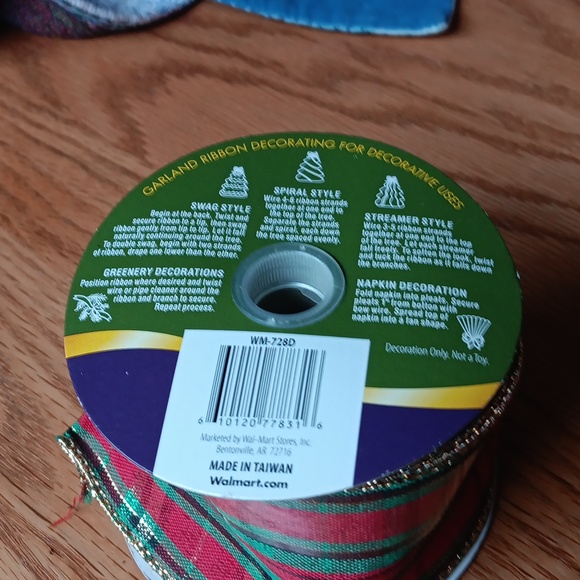 GARLAND RIBBON DECORATING FOR DECORATIVE USES
SWAG STYLE
Begin at the back. Twist and
secure ribbon to a tip, then swag
ribbon gently from tip to tip. Let it fall
naturally continuing around the tree.
To double swag, begin with two strands
of ribbon, drape one lower than the other.
SPIRAL STYLE
Wire 4-6 ribbon strands
together at one end to
the top of the tree.
Separate the strands
and spiral, each down
the tree spaced evenly.
STREAMER STYLE
Wire 3-5 ribbon strands
together at one end to the top
of the tree. Let each strand fall
loosely. To soften the look, twist
and tuck the ribbon as it falls down
the branches.
GREENERY DECORATIONS
Position ribbon where desired and twist
wire or pipe cleaner around the
ribbon and branch to secure.
Repeat process.
NAPKIN DECORATION
Fold napkin into pleats. Secure
pleats 1" from bottom with
bow wire. Spread top of
napkin into a fan shape.
Decoration Only, Not a Toy.
WM-728D
6 10120 77831 6
Marketed by Wal-Mart Stores, Inc.
Bentonville, AR 72716
MADE IN TAIWAN
Walmart.com